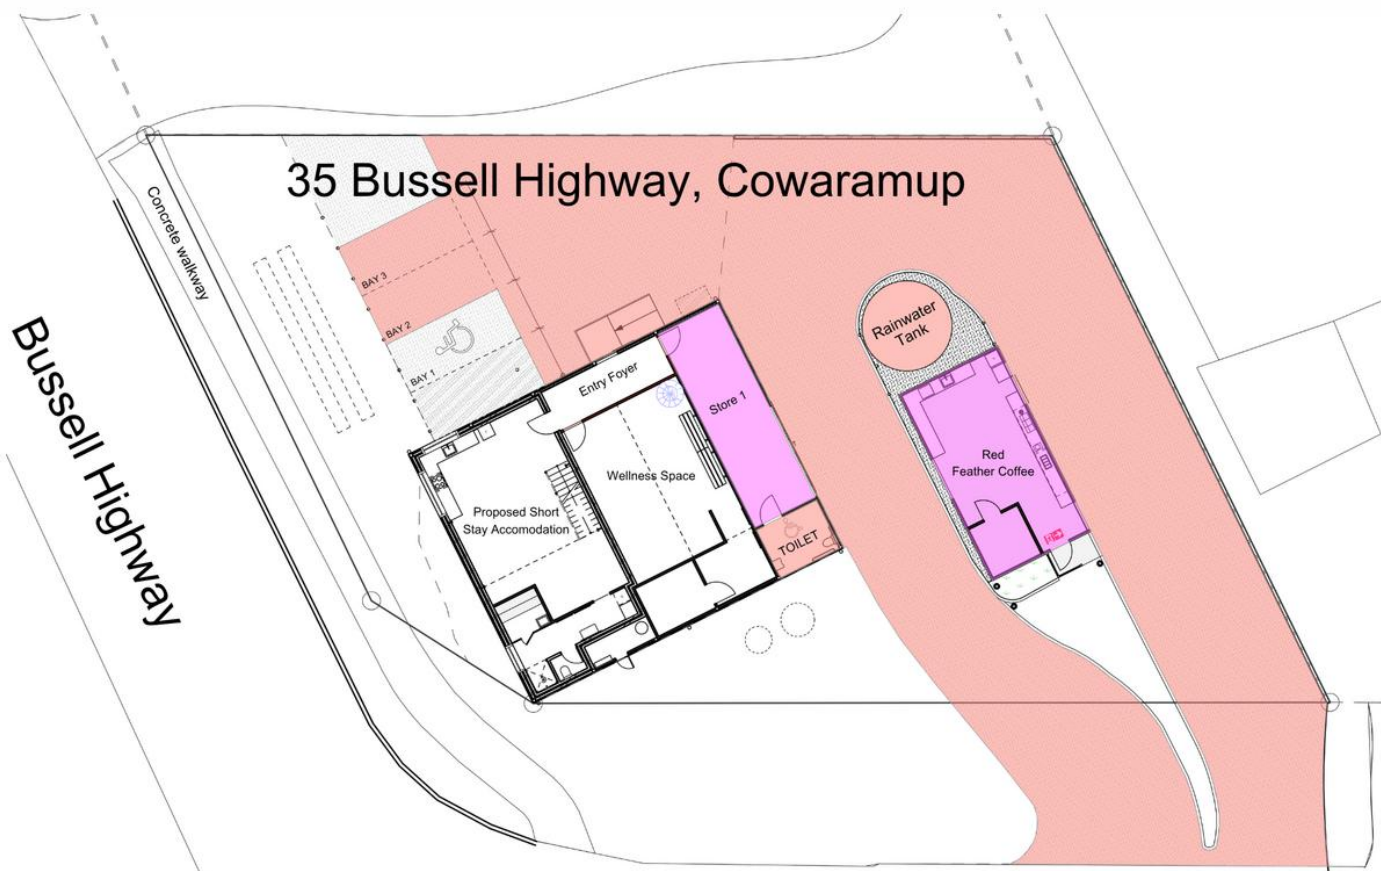 35 Bussell Highway, Cowaramup
Concrete walkway
BAY 3
BAY 2
BAY 1
Bussell Highway
Entry Foyer
Store 1
Rainwater
Tank
Wellness Space
Red
Feather Coffee
Proposed Short
Stay Accomodation
TOILET